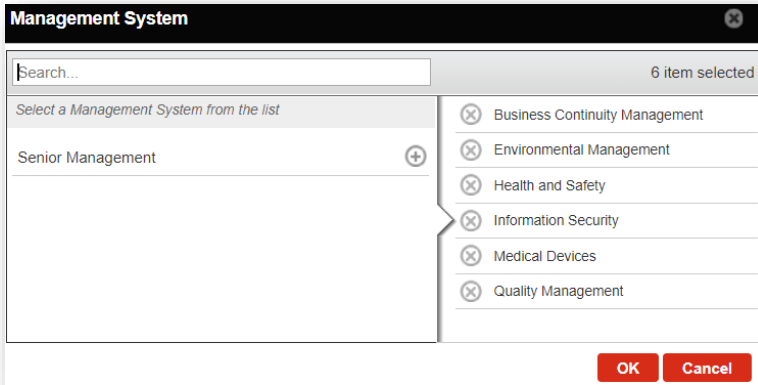 Management System
Search...
6 item selected
Select a Management System from the list
Senior Management
Business Continuity Management
Environmental Management
Health and Safety
Information Security
Medical Devices
Quality Management
OK
Cancel